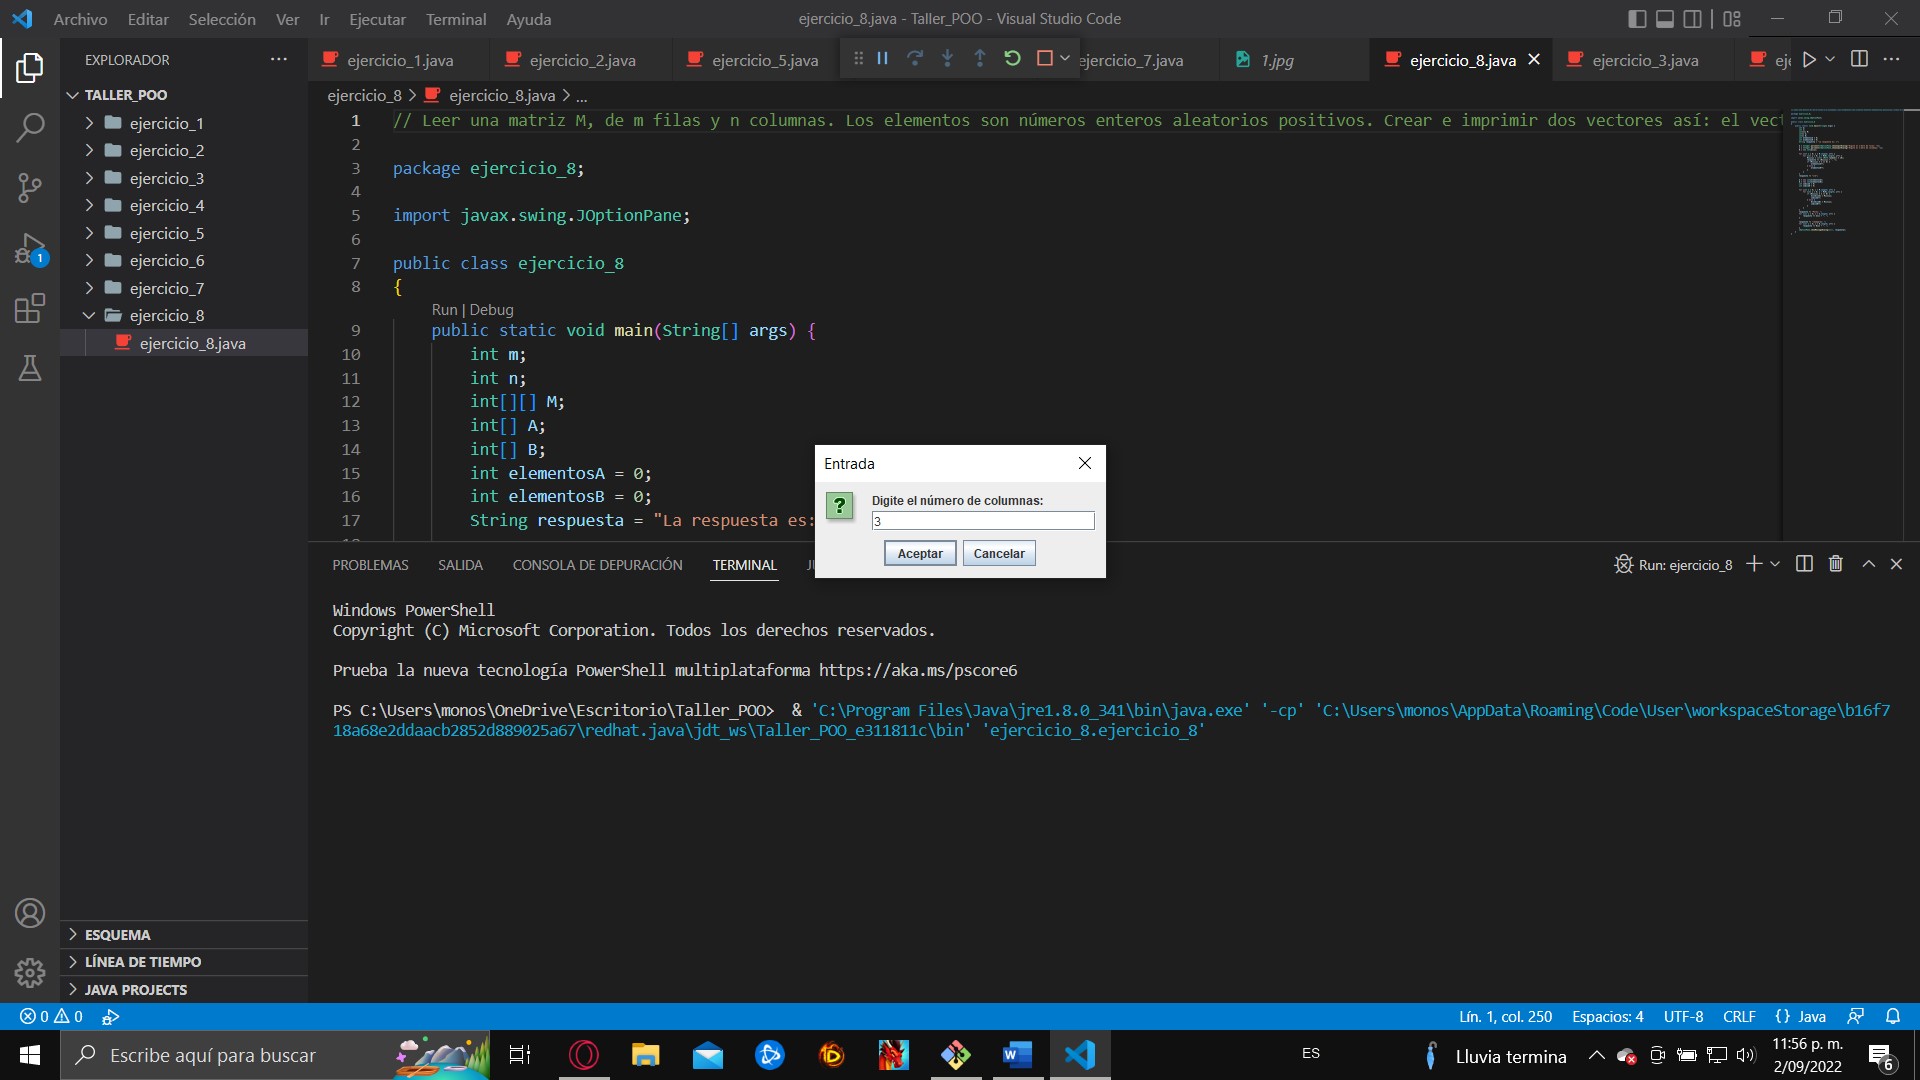 Archivo Editar Selección Ver Ir Ejecutar Terminal Ayuda
ejercicio_8.java - Taller_POO - Visual Studio Code
EXPLORADOR
ejercicio_1.java ejercicio_2.java ejercicio_5.java ejercicio_7.java 1.jpg ejercicio_8.java ejercicio_3.java
TALLER_POO
ejercicio_1
ejercicio_2
ejercicio_3
ejercicio_4
ejercicio_5
ejercicio_6
ejercicio_7
ejercicio_8
ejercicio_8.java
1
ESQUEMA
LÍNEA DE TIEMPO
JAVA PROJECTS
ejercicio_8 > ejercicio_8.java > ...
1 // Leer una matriz M, de m filas y n columnas. Los elementos son números enteros aleatorios positivos. Crear e imprimir dos vectores así: el vect
2
3 package ejercicio_8;
4
5 import javax.swing.JOptionPane;
6
7 public class ejercicio_8
8 {
Run | Debug
9 public static void main(String[] args) {
10 int m;
11 int n;
12 int[][] M;
13 int[] A;
14 int[] B;
15 int elementosA = 0;
16 int elementosB = 0;
17 String respuesta = "La respuesta es:
Entrada
Digite el número de columnas:
3
Aceptar Cancelar
PROBLEMAS SALIDA CONSOLA DE DEPURACIÓN TERMINAL
Run: ejercicio_8
Windows PowerShell
Copyright (C) Microsoft Corporation. Todos los derechos reservados.
Prueba la nueva tecnología PowerShell multiplataforma https://aka.ms/pscore6
PS C:\Users\monos\OneDrive\Escritorio\Taller_POO> & 'C:\Program Files\Java\jre1.8.0_341\bin\java.exe' '-cp' 'C:\Users\monos\AppData\Roaming\Code\User\workspaceStorage\b16f7
18a68e2ddaacb2852d889025a67\redhat.java\jdt_ws\Taller_POO_e311811c\bin' 'ejercicio_8.ejercicio_8'
0 0
Lín. 1, col. 250 Espacios: 4 UTF-8 CRLF {} Java
Escribe aquí para buscar
ES
Lluvia termina
11:56 p. m.
2/09/2022
6